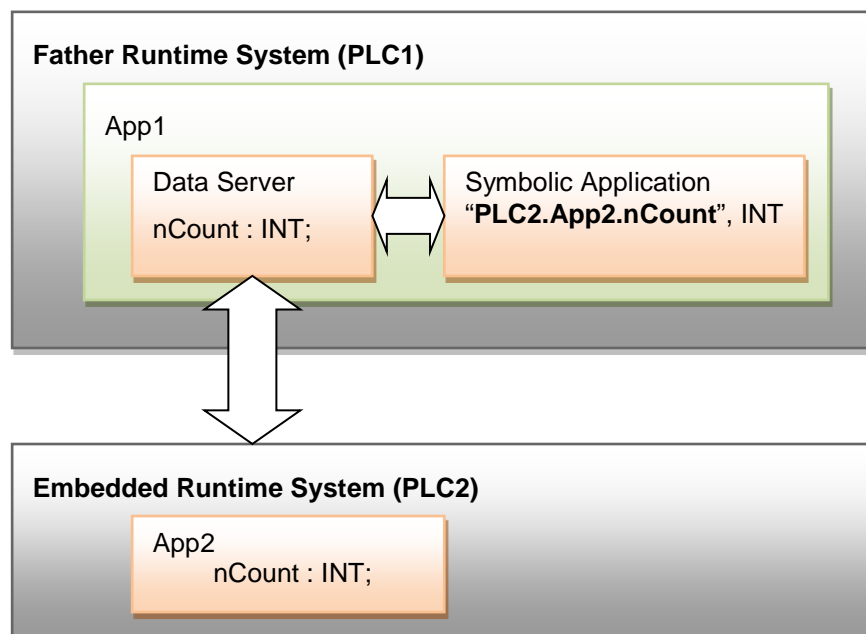 Father Runtime System (PLC1)
App1
Data Server
nCount : INT;
Symbolic Application
“PLC2.App2.nCount”, INT
Embedded Runtime System (PLC2)
App2
nCount : INT;